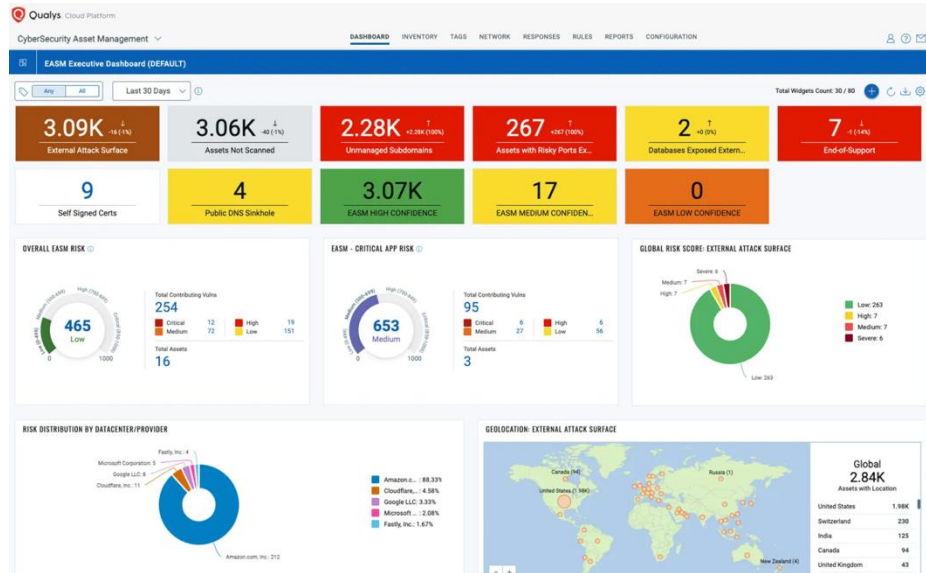 Qualys. Cloud Platform
CyberSecurity Asset Management
DASHBOARD INVENTORY TAGS NETWORK RESPONSES RULES REPORTS CONFIGURATION
EASM Executive Dashboard (DEFAULT)
Any All
Last 30 Days
Total Widgets Count: 30 / 80
3.09K -16 (-1%)
External Attack Surface
3.06K -40 (-1%)
Assets Not Scanned
2.28K +2.28K (100%)
Unmanaged Subdomains
267 +267 (100%)
Assets with Risky Ports Ex...
2 +0 (0%)
Databases Exposed Extern...
7 -1 (-14%)
End-of-Support
9
Self Signed Certs
4
Public DNS Sinkhole
3.07K
EASM HIGH CONFIDENCE
17
EASM MEDIUM CONFIDEN...
0
EASM LOW CONFIDENCE
OVERALL EASM RISK
465
Low
0 1000
Total Contributing Vulns
254
Critical 12 High 19
Medium 72 Low 151
Total Assets
16
EASM - CRITICAL APP RISK
653
Medium
0 1000
Total Contributing Vulns
95
Critical 6 High 6
Medium 27 Low 56
Total Assets
3
GLOBAL RISK SCORE: EXTERNAL ATTACK SURFACE
Severe: 6
Medium: 7
High: 7
Low: 263
Low: 263
High: 7
Medium: 7
Severe: 6
RISK DISTRIBUTION BY DATACENTER/PROVIDER
Fastly, Inc.: 4
Microsoft Corporation: 5
Google LLC: 8
Cloudflare, Inc.: 11
Amazon.com, Inc.: 212
Amazon.c... : 88.33%
Cloudflare,... : 4.58%
Google LLC: 3.33%
Microsoft ... : 2.08%
Fastly, Inc.: 1.67%
GEOLOCATION: EXTERNAL ATTACK SURFACE
Canada (94)
Russia (1)
United States (1.98K)
New Zealand (4)
Global
2.84K
Assets with Location
United States 1.98K
Switzerland 230
India 125
Canada 94
United Kingdom 43